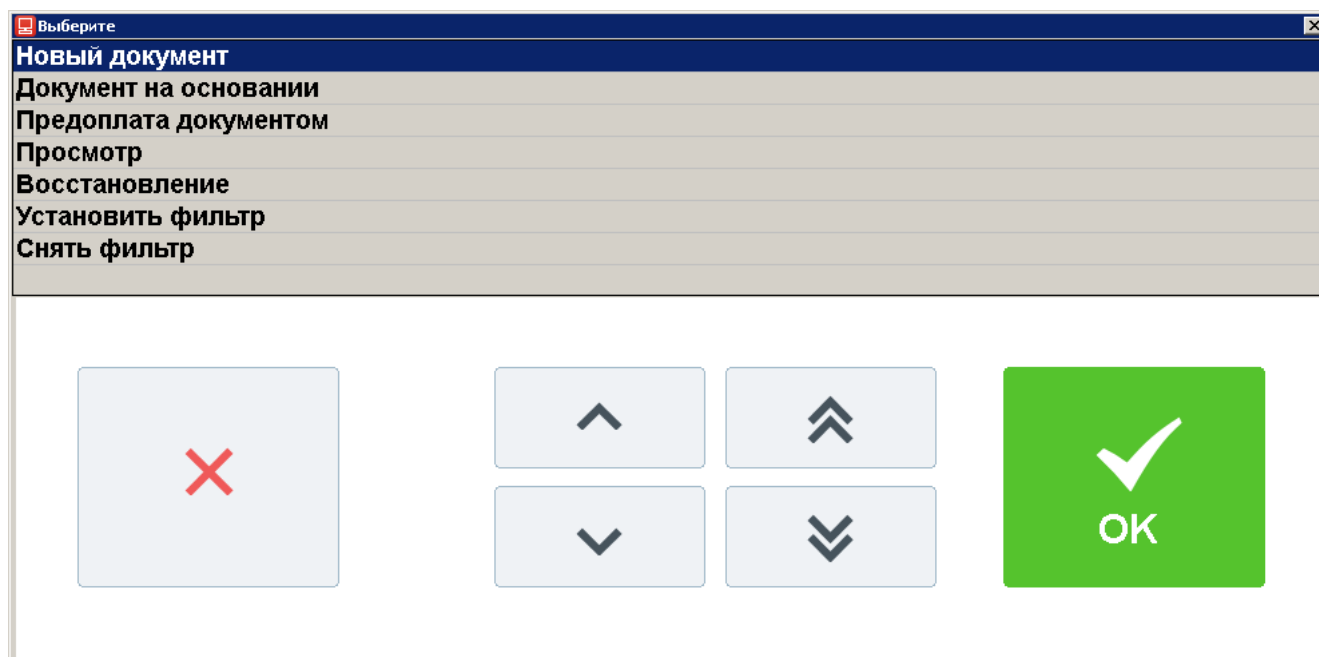 Выберите
Новый документ
Документ на основании
Предоплата документом
Просмотр
Восстановление
Установить фильтр
Снять фильтр
OK